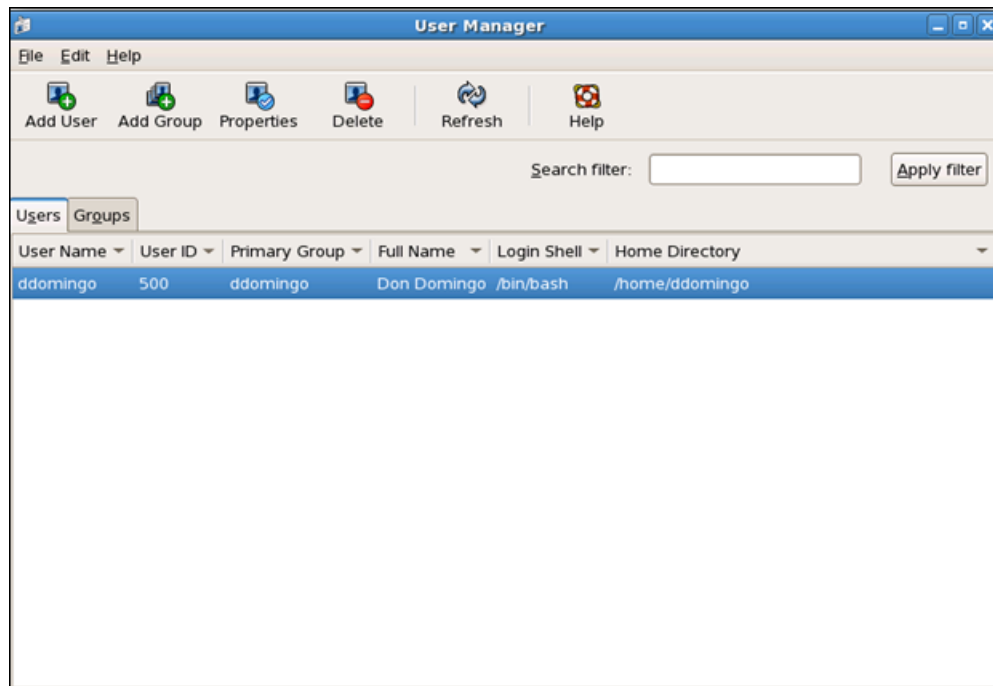 User Manager
File Edit Help
Add User Add Group Properties Delete Refresh Help
Search filter: Apply filter
Users Groups
User Name User ID Primary Group Full Name Login Shell Home Directory
ddomingo 500 ddomingo Don Domingo /bin/bash /home/ddomingo